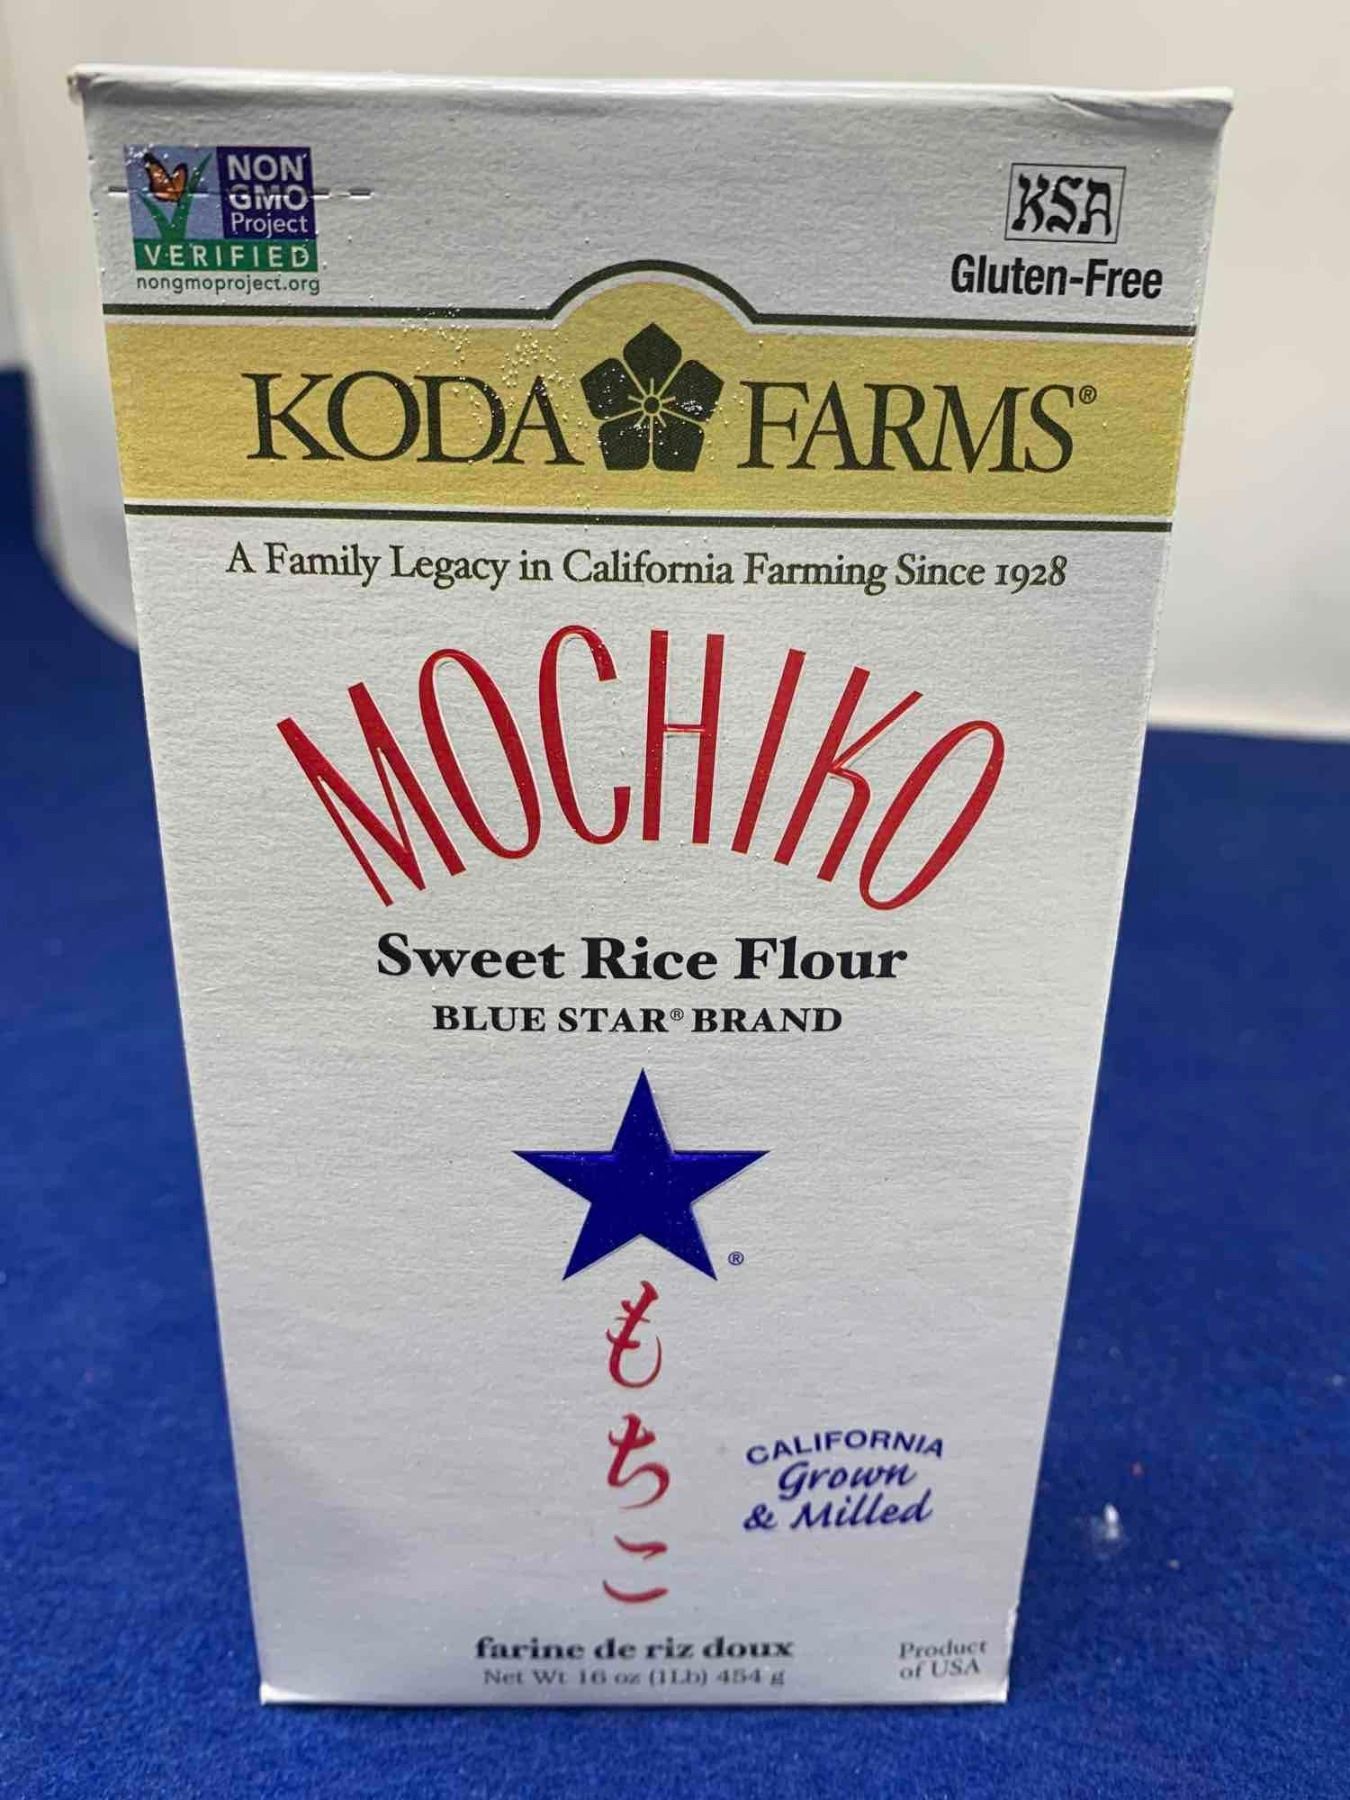 NON
GMO
Project
VERIFIED
nongmoproject.org
KSA
Gluten-Free
KODA FARMS®
A Family Legacy in California Farming Since 1928
MOCHIKO
Sweet Rice Flour
BLUE STAR® BRAND
®
もちこ
CALIFORNIA
Grown
& Milled
farine de riz doux
Net Wt 16 oz (1Lb) 454 g
Product
of USA